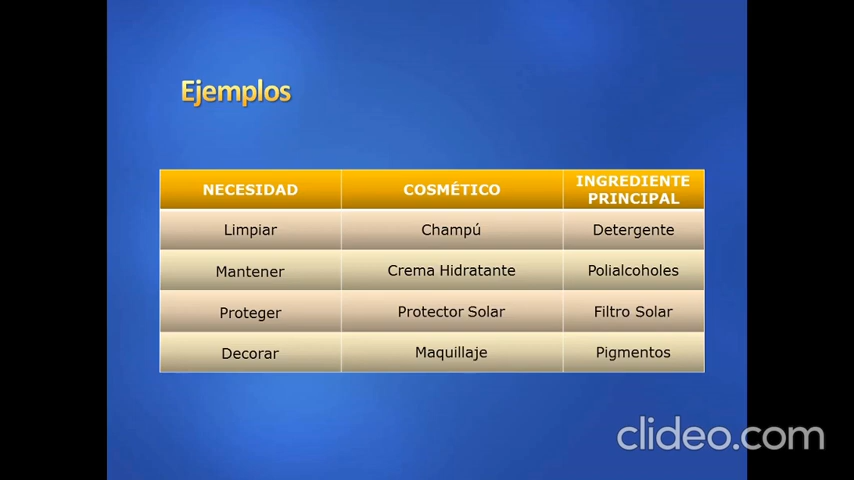 Ejemplos
NECESIDAD COSMÉTICO INGREDIENTE PRINCIPAL
Limpiar Champú Detergente
Mantener Crema Hidratante Polialcoholes
Proteger Protector Solar Filtro Solar
Decorar Maquillaje Pigmentos
clideo.com